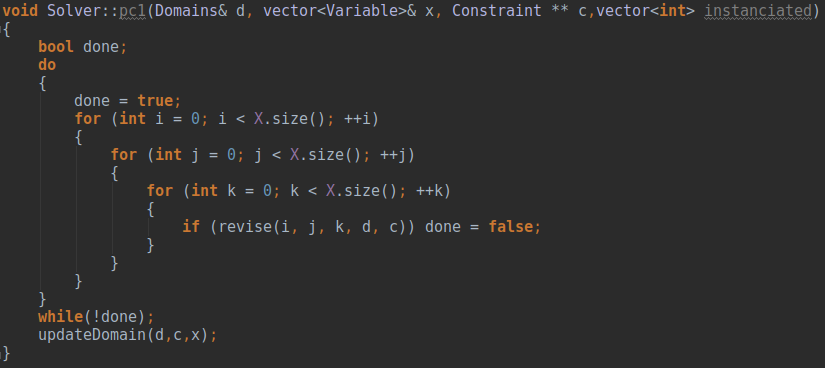 void Solver::pc1(Domains& d, vector<Variable>& x, Constraint ** c,vector<int> instanciated)
{
    bool done;
    do
    {
        done = true;
        for (int i = 0; i < X.size(); ++i)
        {
            for (int j = 0; j < X.size(); ++j)
            {
                for (int k = 0; k < X.size(); ++k)
                {
                    if (revise(i, j, k, d, c)) done = false;
                }
            }
        }
    }
    while(!done);
    updateDomain(d,c,x);
}